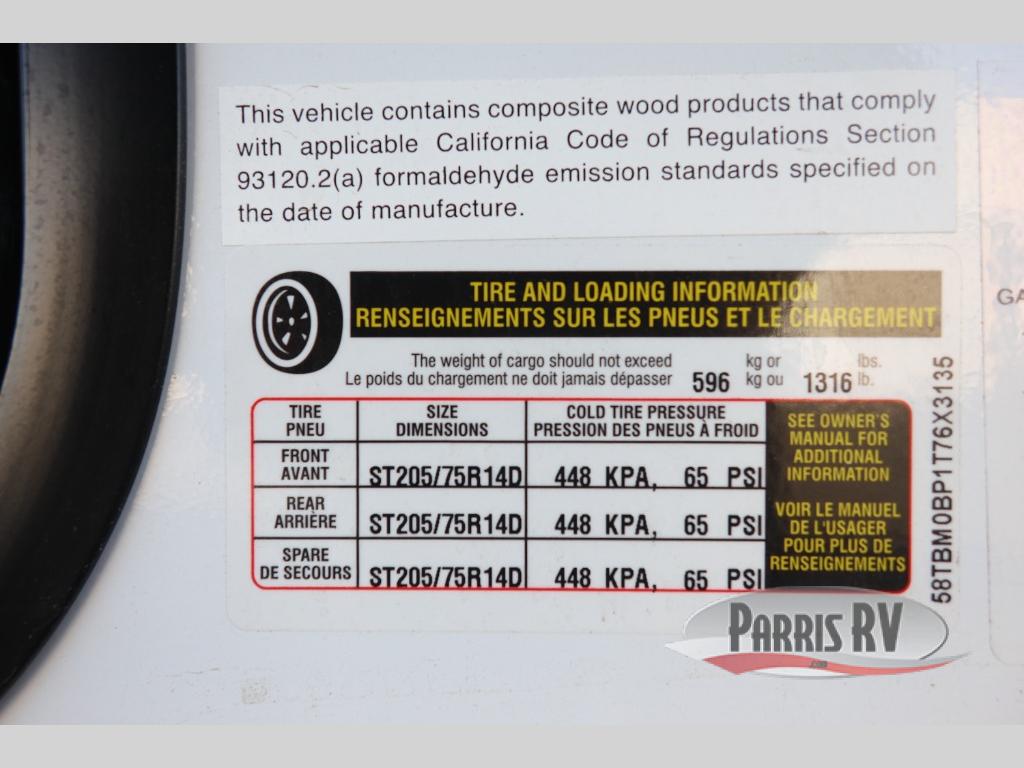 This vehicle contains composite wood products that comply
with applicable California Code of Regulations Section
93120.2(a) formaldehyde emission standards specified on
the date of manufacture.
TIRE AND LOADING INFORMATION
RENSEIGNEMENTS SUR LES PNEUS ET LE CHARGEMENT
The weight of cargo should not exceed kg or lbs.
Le poids du chargement ne doit jamais dépasser 596 kg ou 1316 lb.
TIRE SIZE COLD TIRE PRESSURE
PNEU DIMENSIONS PRESSION DES PNEUS À FROID
FRONT
AVANT ST205/75R14D 448 KPA, 65 PSI
REAR
ARRIÈRE ST205/75R14D 448 KPA, 65 PSI
SPARE
DE SECOURS ST205/75R14D 448 KPA, 65 PSI
SEE OWNER'S
MANUAL FOR
ADDITIONAL
INFORMATION
VOIR LE MANUEL
DE L'USAGER
POUR PLUS DE
RENSEIGNEMENTS
58TBM0BP1T76X3135
GA
PARRIS RV
.com